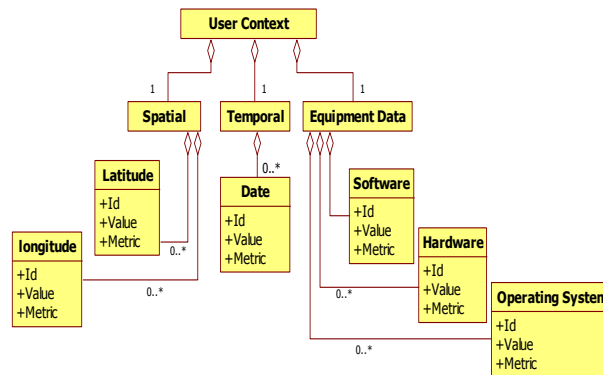 User Context
1
1
1
Spatial
Temporal
Equipment Data
0..*
Latitude
+Id
+Value
+Metric
0..*
Date
+Id
+Value
+Metric
Software
+Id
+Value
+Metric
longitude
+Id
+Value
+Metric
0..*
Hardware
+Id
+Value
+Metric
0..*
Operating System
+Id
+Value
+Metric
0..*